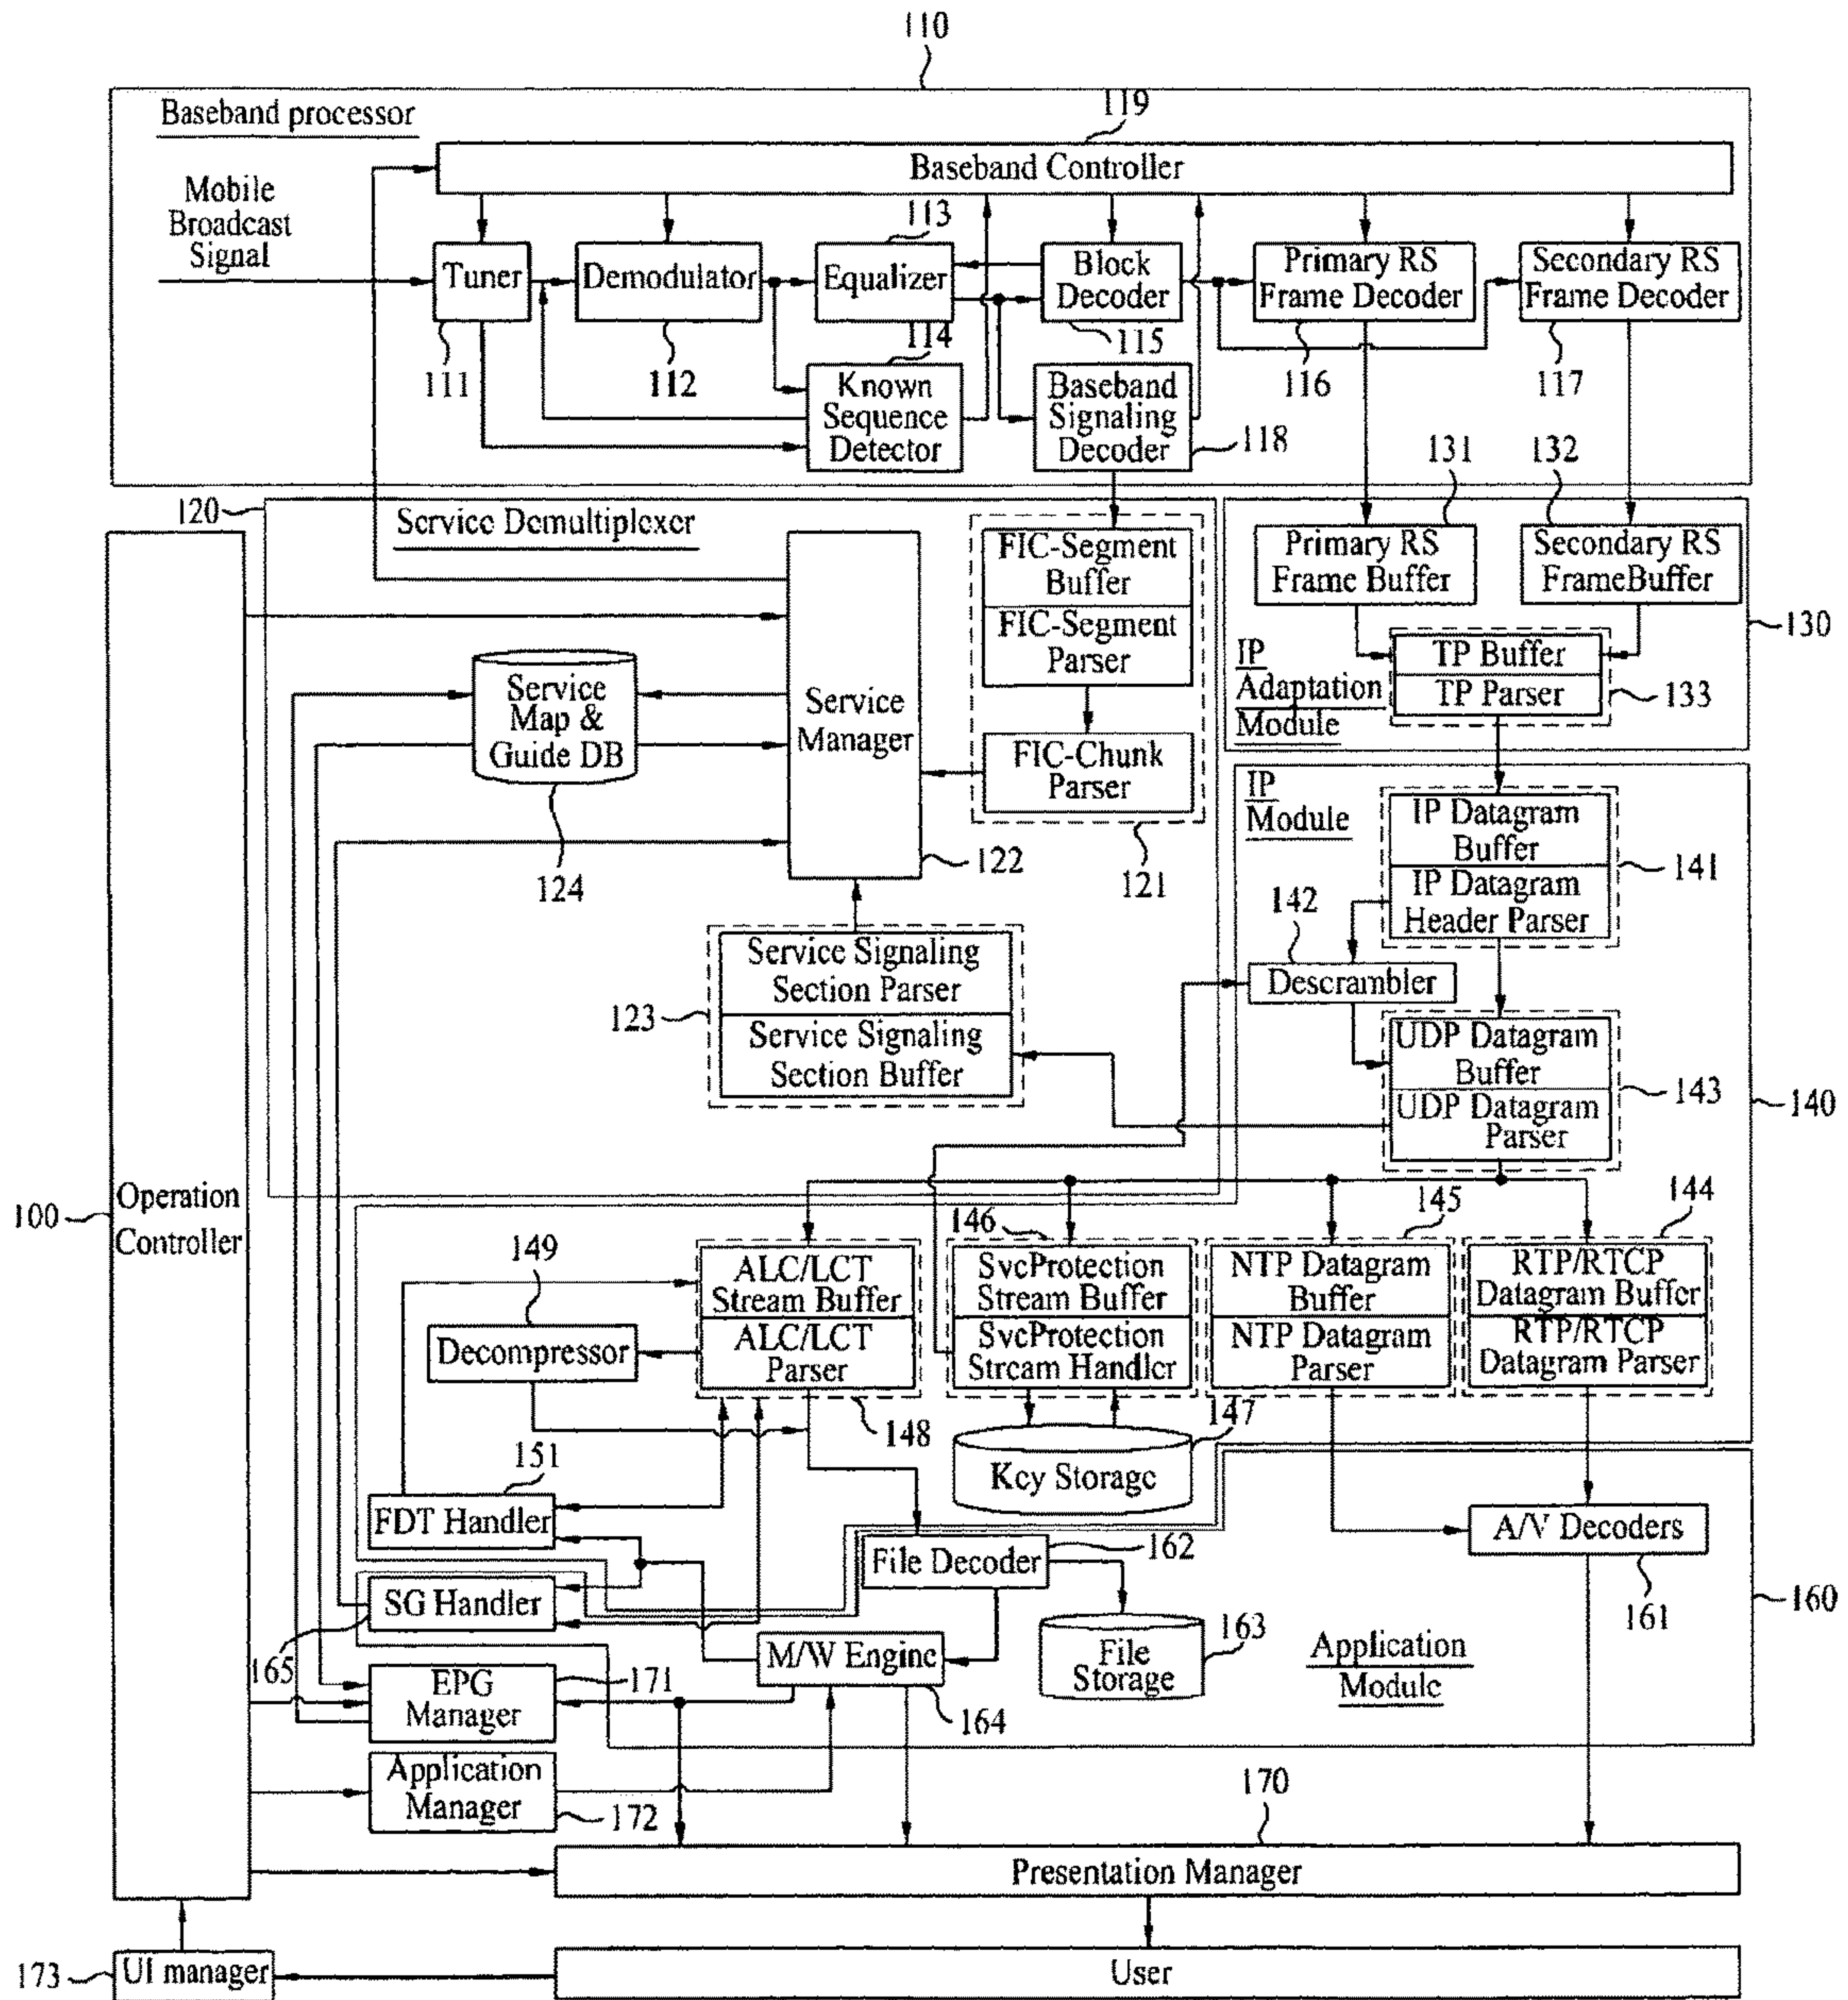 110
Baseband processor
119
Baseband Controller
Mobile
Broadcast
Signal
113
Tuner
Demodulator
Equalizer
Block
Decoder
Primary RS
Frame Decoder
Secondary RS
Frame Decoder
111
112
114
115
116
117
Known
Sequence
Detector
Baseband
Signaling
Decoder
118
131
132
120
Service Demultiplexer
FIC-Segment
Buffer
FIC-Segment
Parser
Primary RS
Frame Buffer
Secondary RS
FrameBuffer
130
Service
Map &
Guide DB
Service
Manager
FIC-Chunk
Parser
IP
Adaptation
Module
TP Buffer
TP Parser
133
124
122
121
IP
Module
IP Datagram
Buffer
IP Datagram
Header Parser
141
142
Descrambler
123
Service Signaling
Section Parser
Service Signaling
Section Buffer
UDP Datagram
Buffer
UDP Datagram
Parser
143
140
100
Operation
Controller
149
146
145
144
ALC/LCT
Stream Buffer
ALC/LCT
Parser
SvcProtection
Stream Buffer
SvcProtection
Stream Handler
NTP Datagram
Buffer
NTP Datagram
Parser
RTP/RTCP
Datagram Buffer
RTP/RTCP
Datagram Parser
Decompressor
148
147
151
Key Storage
FDT Handler
File Decoder
162
A/V Decoders
161
160
SG Handler
165
M/W Engine
164
File
Storage
163
Application
Module
EPG
Manager
171
Application
Manager
172
170
Presentation Manager
173
UI manager
User